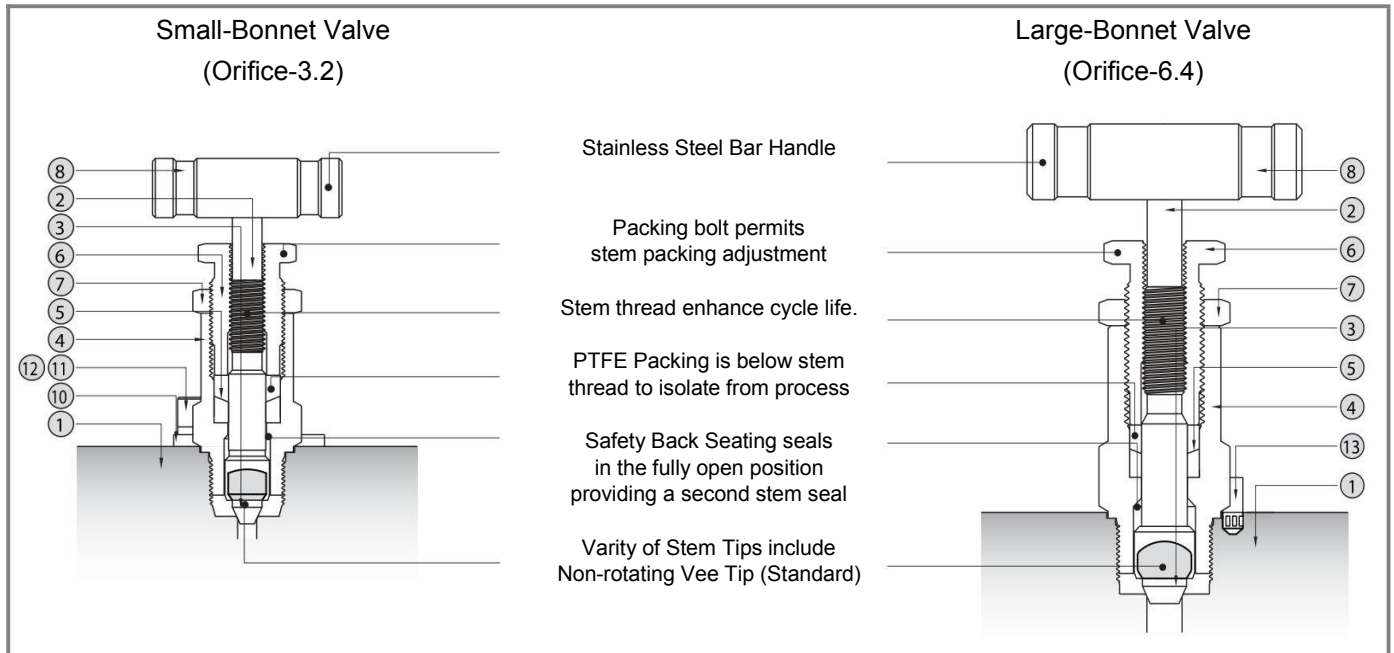 Small-Bonnet Valve
(Orifice-3.2)
Large-Bonnet Valve
(Orifice-6.4)
Stainless Steel Bar Handle
Packing bolt permits
stem packing adjustment
Stem thread enhance cycle life.
PTFE Packing is below stem
thread to isolate from process
Safety Back Seating seals
in the fully open position
providing a second stem seal
Varity of Stem Tips include
Non-rotating Vee Tip (Standard)
8
2
3
6
7
5
4
12 11
10
1
8
2
6
7
3
5
4
13
1